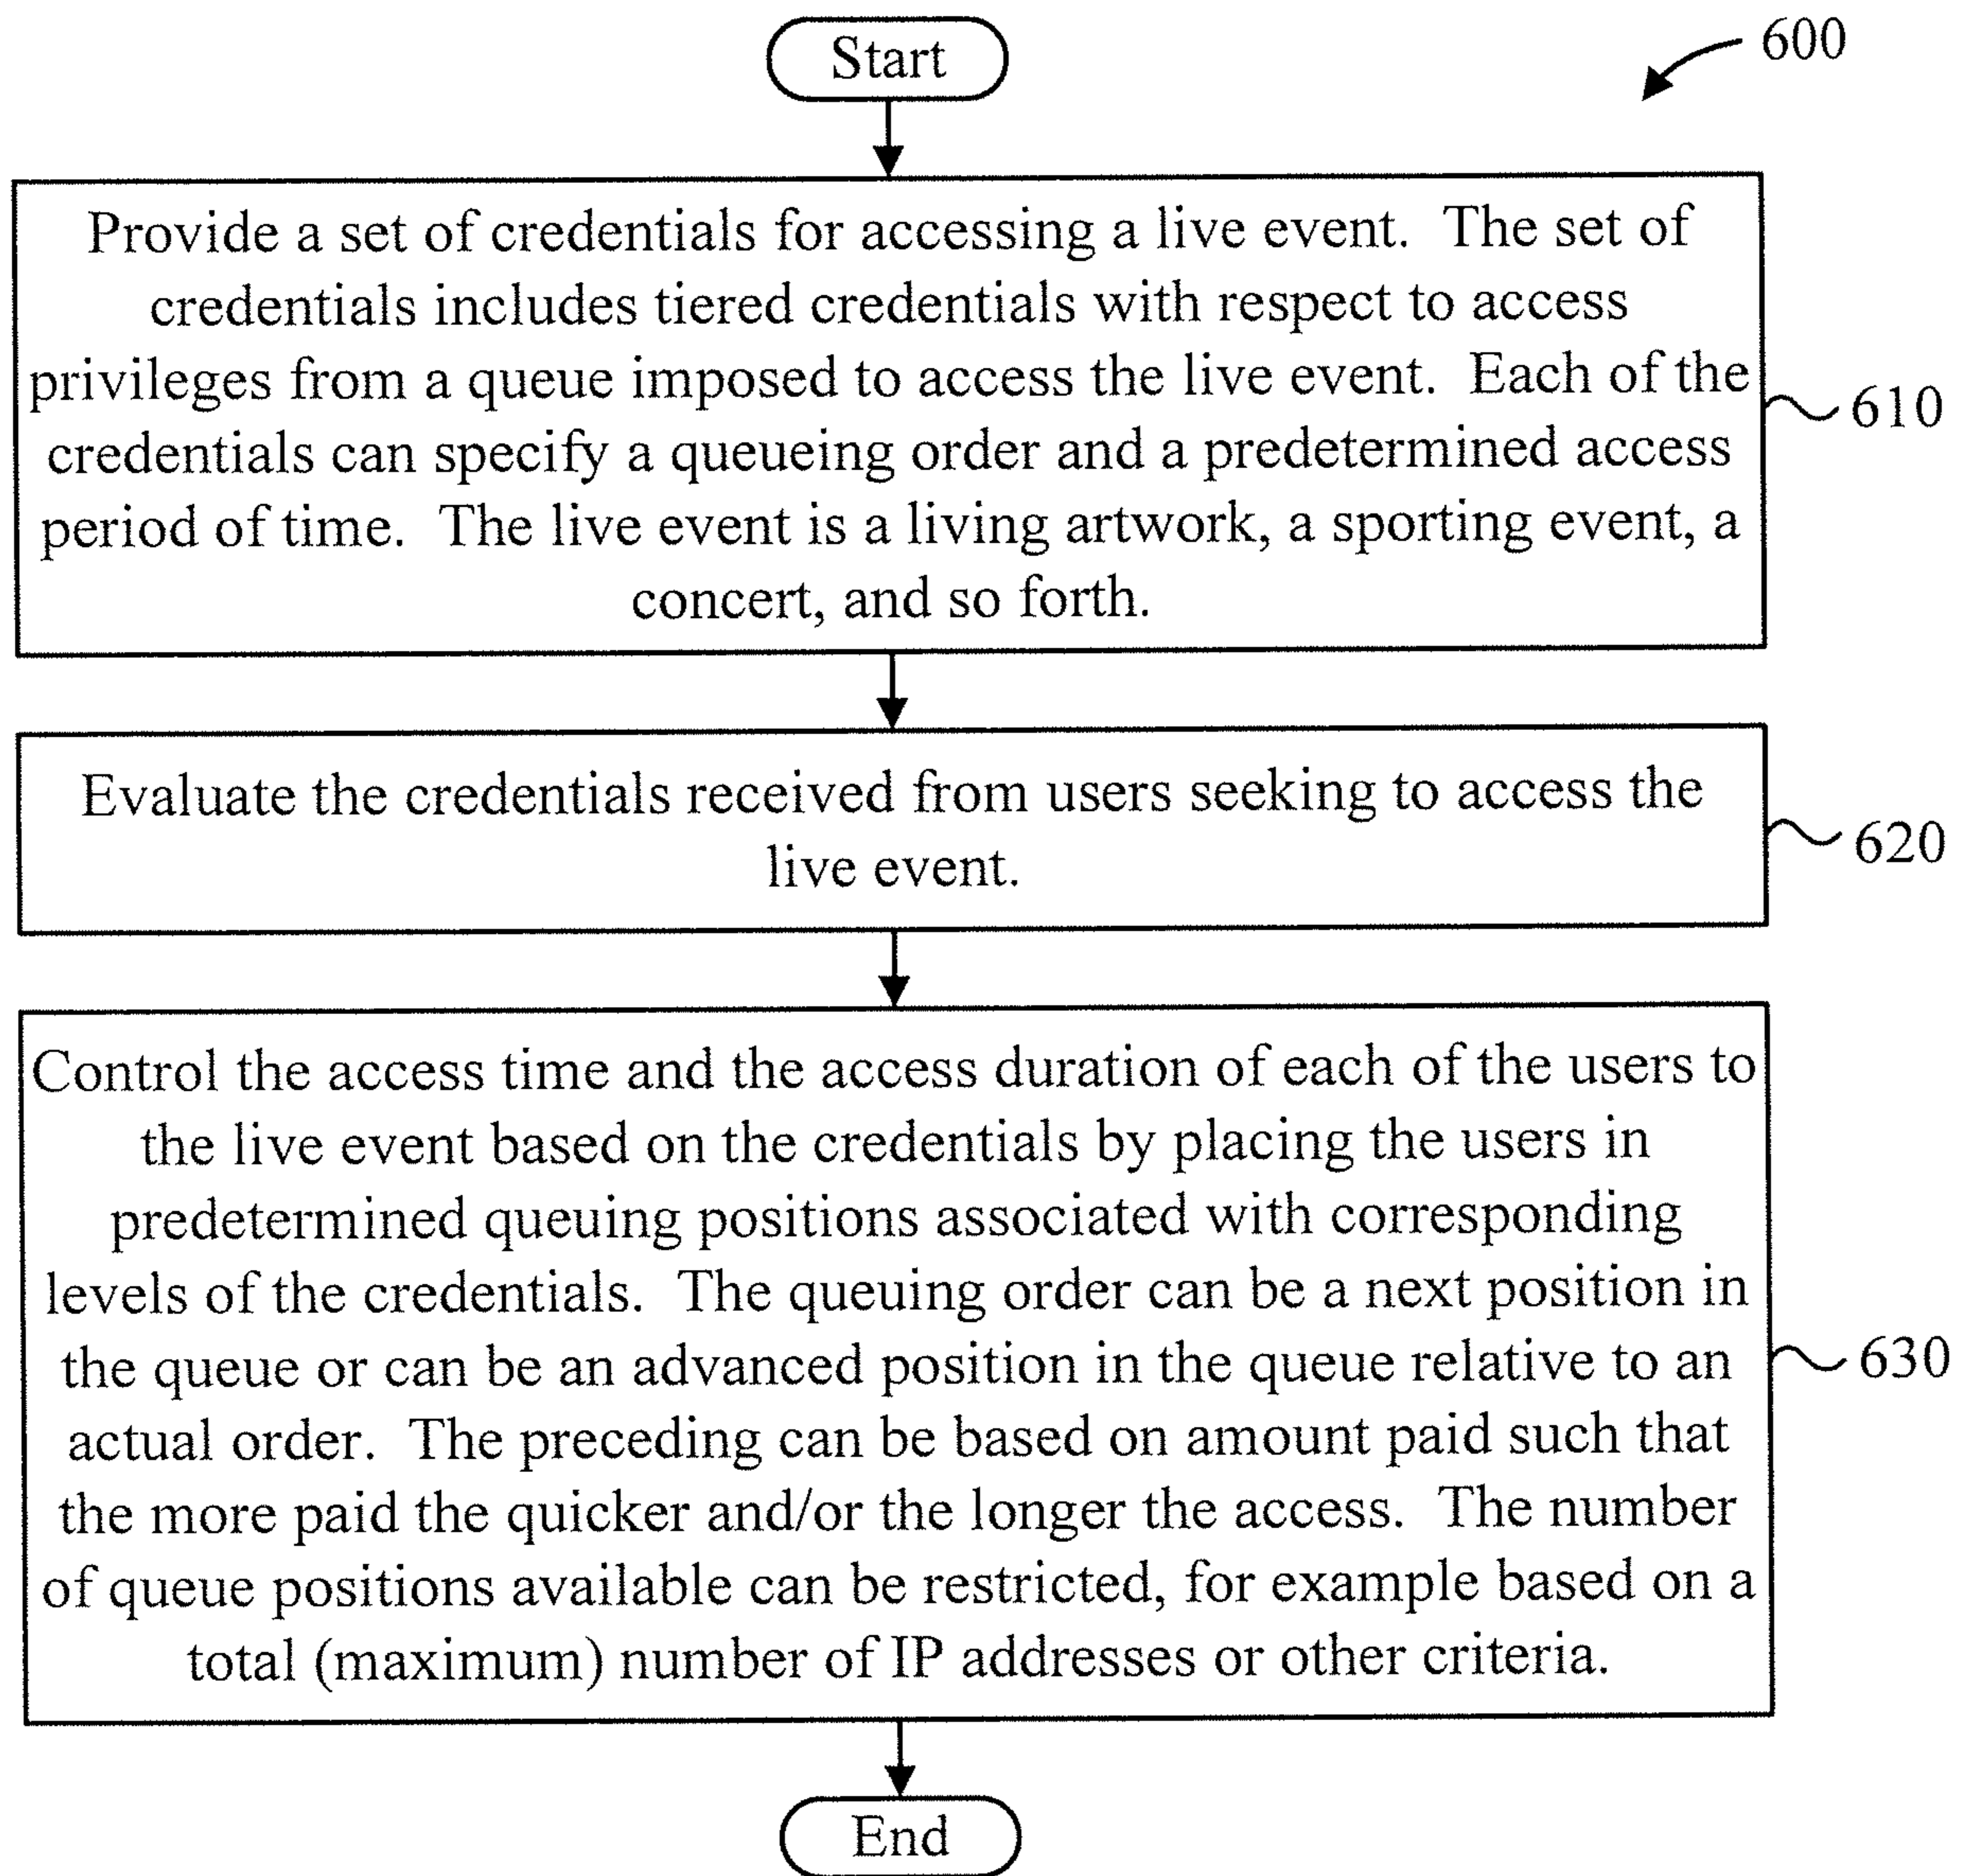 Start
600
Provide a set of credentials for accessing a live event. The set of
credentials includes tiered credentials with respect to access
privileges from a queue imposed to access the live event. Each of the
credentials can specify a queueing order and a predetermined access
period of time. The live event is a living artwork, a sporting event, a
concert, and so forth.
610
Evaluate the credentials received from users seeking to access the
live event.
620
Control the access time and the access duration of each of the users to
the live event based on the credentials by placing the users in
predetermined queuing positions associated with corresponding
levels of the credentials. The queuing order can be a next position in
the queue or can be an advanced position in the queue relative to an
actual order. The preceding can be based on amount paid such that
the more paid the quicker and/or the longer the access. The number
of queue positions available can be restricted, for example based on a
total (maximum) number of IP addresses or other criteria.
630
End